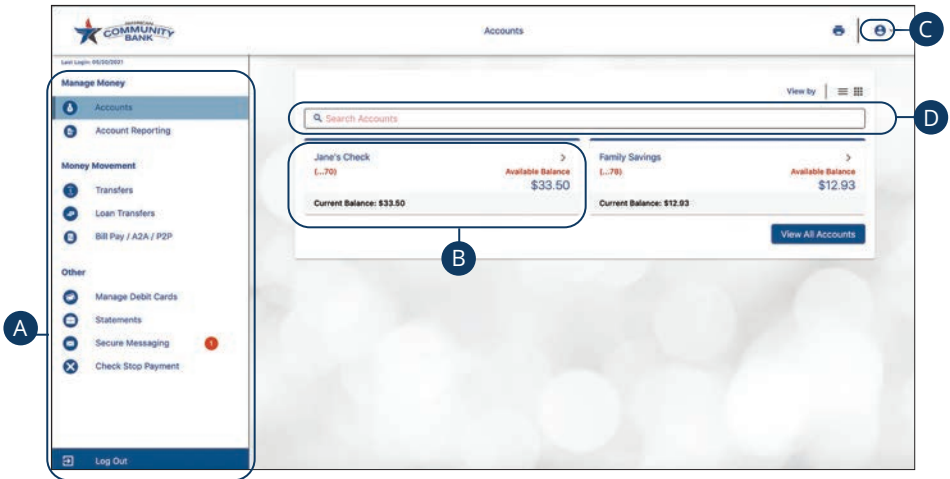 AMERICAN
COMMUNITY
BANK
Accounts
C
Last Login: 05/20/2021
Manage Money
Accounts
Account Reporting
Money Movement
Transfers
Loan Transfers
Bill Pay / A2A / P2P
Other
Manage Debit Cards
Statements
Secure Messaging 1
Check Stop Payment
Log Out
A
View by
Search Accounts
D
Jane's Check
(...70) Available Balance
$33.50
Current Balance: $33.50
B
Family Savings
(...78) Available Balance
$12.93
Current Balance: $12.93
View All Accounts